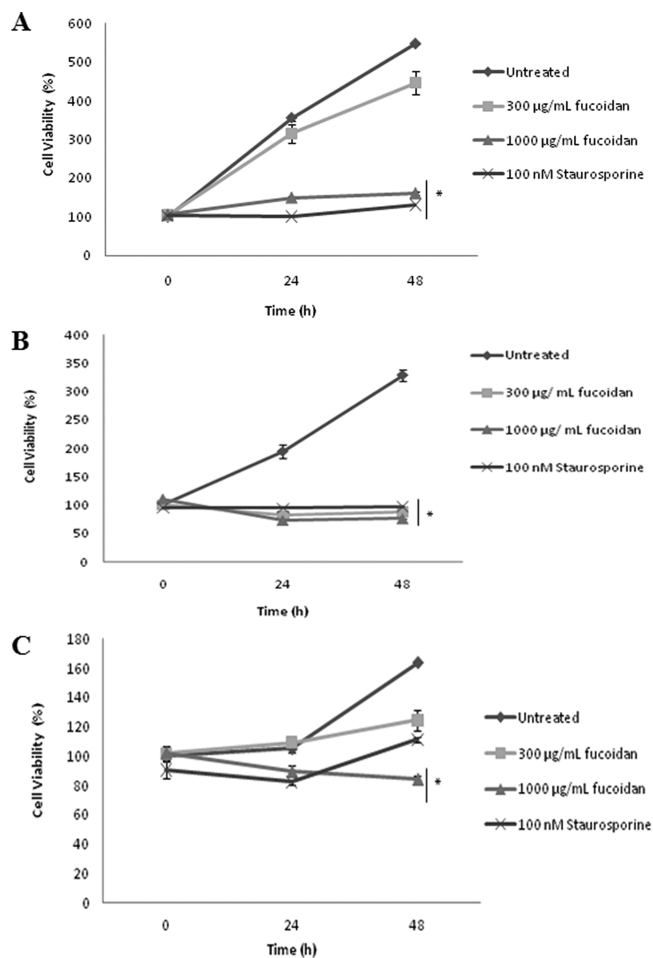 A
600
500
400
300
200
100
0
Cell Viability (%)
0 24 48
Time (h)
Untreated
300 µg/mL fucoidan
1000 µg/mL fucoidan
100 nM Staurosporine
*
B
400
350
300
250
200
150
100
50
0
Cell Viability (%)
0 24 48
Time (h)
Untreated
300 µg/ mL fucoidan
1000 µg/ mL fucoidan
100 nM Staurosporine
*
C
180
160
140
120
100
80
60
40
20
0
Cell Viability (%)
0 24 48
Time (h)
Untreated
300 µg/mL fucoidan
1000 µg/mL fucoidan
100 nM Staurosporine
*